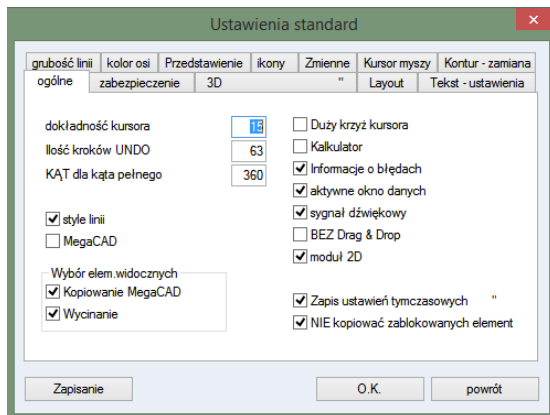 Ustawienia standard
grubość linii kolor osi Przedstawienie ikony Zmienne Kursor myszy Kontur - zamiana
ogólne zabezpieczenie 3D " Layout Tekst - ustawienia
dokładność kursora 15
Ilość kroków UNDO 63
KĄT dla kąta pełnego 360
style linii
MegaCAD
Wybór elem.widocznych
Kopiowanie MegaCAD
Wycinanie
Duży krzyż kursora
Kalkulator
Informacje o błędach
aktywne okno danych
sygnał dźwiękowy
BEZ Drag & Drop
moduł 2D
Zapis ustawień tymczasowych "
NIE kopiować zablokowanych element
Zapisanie O.K. powrót